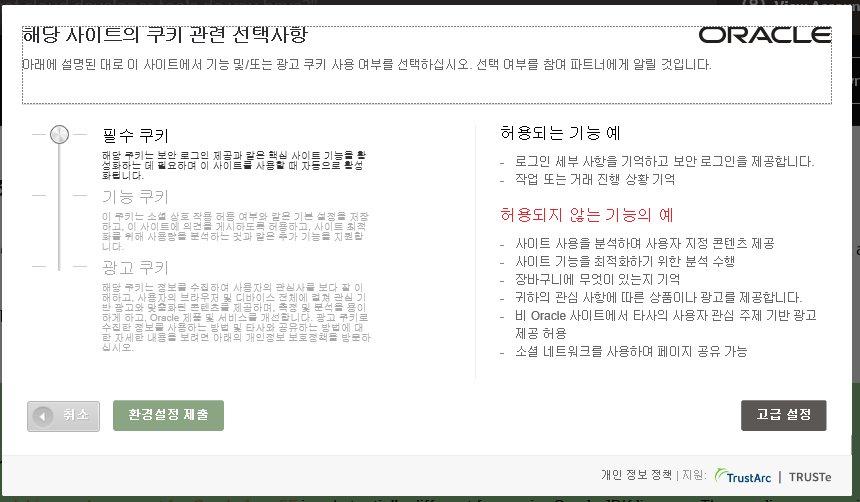 해당 사이트의 쿠키 관련 선택사항
ORACLE
아래에 설명된 대로 이 사이트에서 기능 및/또는 광고 쿠키 사용 여부를 선택하십시오. 선택 여부를 참여 파트너에게 알릴 것입니다.
필수 쿠키
해당 쿠키는 보안 로그인 제공과 같은 핵심 사이트 기능을 활
성화하는 데 필요하며 이 사이트를 사용할 때 자동으로 활성
화됩니다.
기능 쿠키
이 쿠키는 소셜 상호 작용 허용 여부와 같은 기본 설정을 저장
하고, 이 사이트에 의견을 게시하도록 허용하고, 사이트 최적
화를 위해 사용량을 분석하는 것과 같은 추가 기능을 지원합
니다.
광고 쿠키
해당 쿠키는 정보를 수집하여 사용자의 관심사를 보다 잘 이
해하고, 사용자의 브라우저 및 디바이스 전체에 걸쳐 관심 기
반 광고와 맞춤화된 콘텐츠를 제공하며, 측정 및 분석을 용이
하게 하고, Oracle 제품 및 서비스를 개선합니다. 광고 쿠키로
수집한 정보를 사용하는 방법 및 타사와 공유하는 방법에 대
한 자세한 내용을 보려면 아래의 개인정보 보호정책를 방문하
십시오.
허용되는 기능 예
- 로그인 세부 사항을 기억하고 보안 로그인을 제공합니다.
- 작업 또는 거래 진행 상황 기억
허용되지 않는 기능의 예
- 사이트 사용을 분석하며 사용자 지정 콘텐츠 제공
- 사이트 기능을 최적화하기 위한 분석 수행
- 장바구니에 무엇이 있는지 기억
- 귀하의 관심 사항에 따른 상품이나 광고를 제공합니다.
- 비 Oracle 사이트에서 타사의 사용자 관심 주제 기반 광고
제공 허용
- 소셜 네트워크를 사용하며 페이지 공유 가능
취소
환경설정 제출
고급 설정
개인 정보 정책 | 지원: TrustArc | TRUSTe